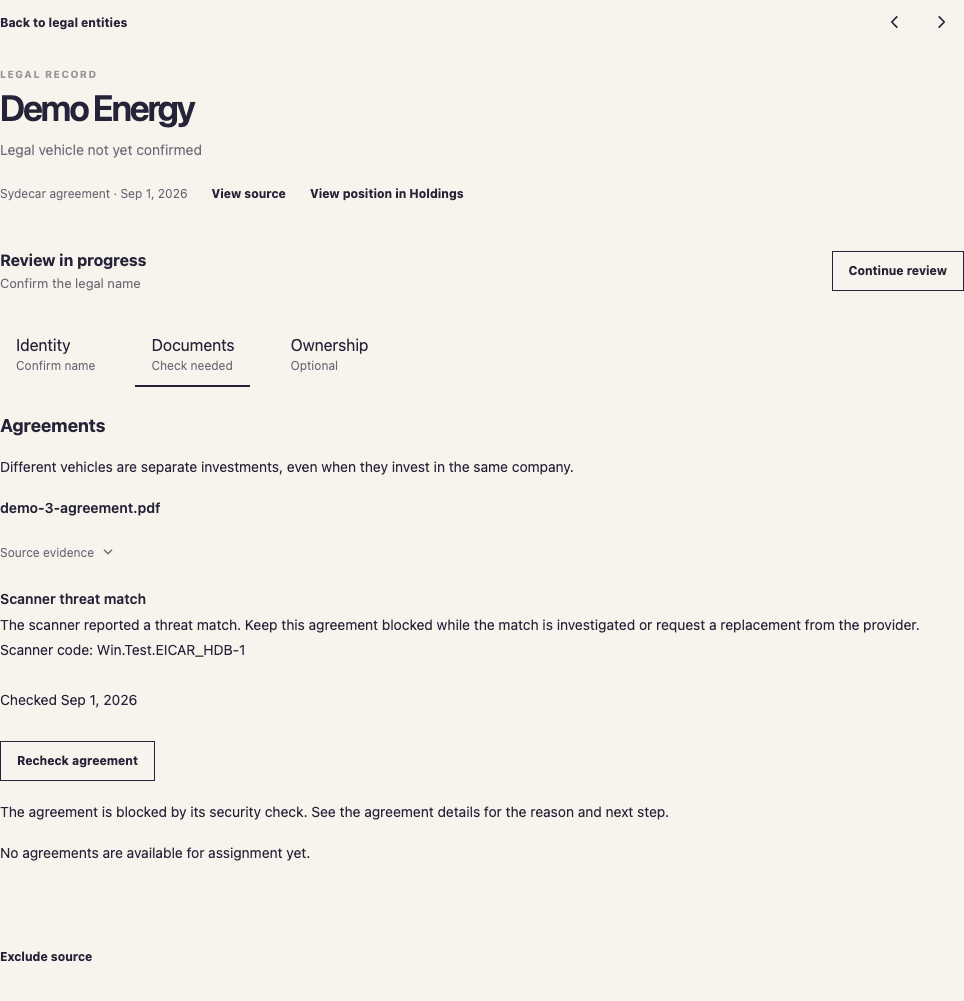 Back to legal entities
LEGAL RECORD
Demo Energy
Legal vehicle not yet confirmed
Sydecar agreement · Sep 1, 2026 View source View position in Holdings
Review in progress
Confirm the legal name
Continue review
Identity Documents Ownership
Confirm name Check needed Optional
Agreements
Different vehicles are separate investments, even when they invest in the same company.
demo-3-agreement.pdf
Source evidence
Scanner threat match
The scanner reported a threat match. Keep this agreement blocked while the match is investigated or request a replacement from the provider.
Scanner code: Win.Test.EICAR_HDB-1
Checked Sep 1, 2026
Recheck agreement
The agreement is blocked by its security check. See the agreement details for the reason and next step.
No agreements are available for assignment yet.
Exclude source